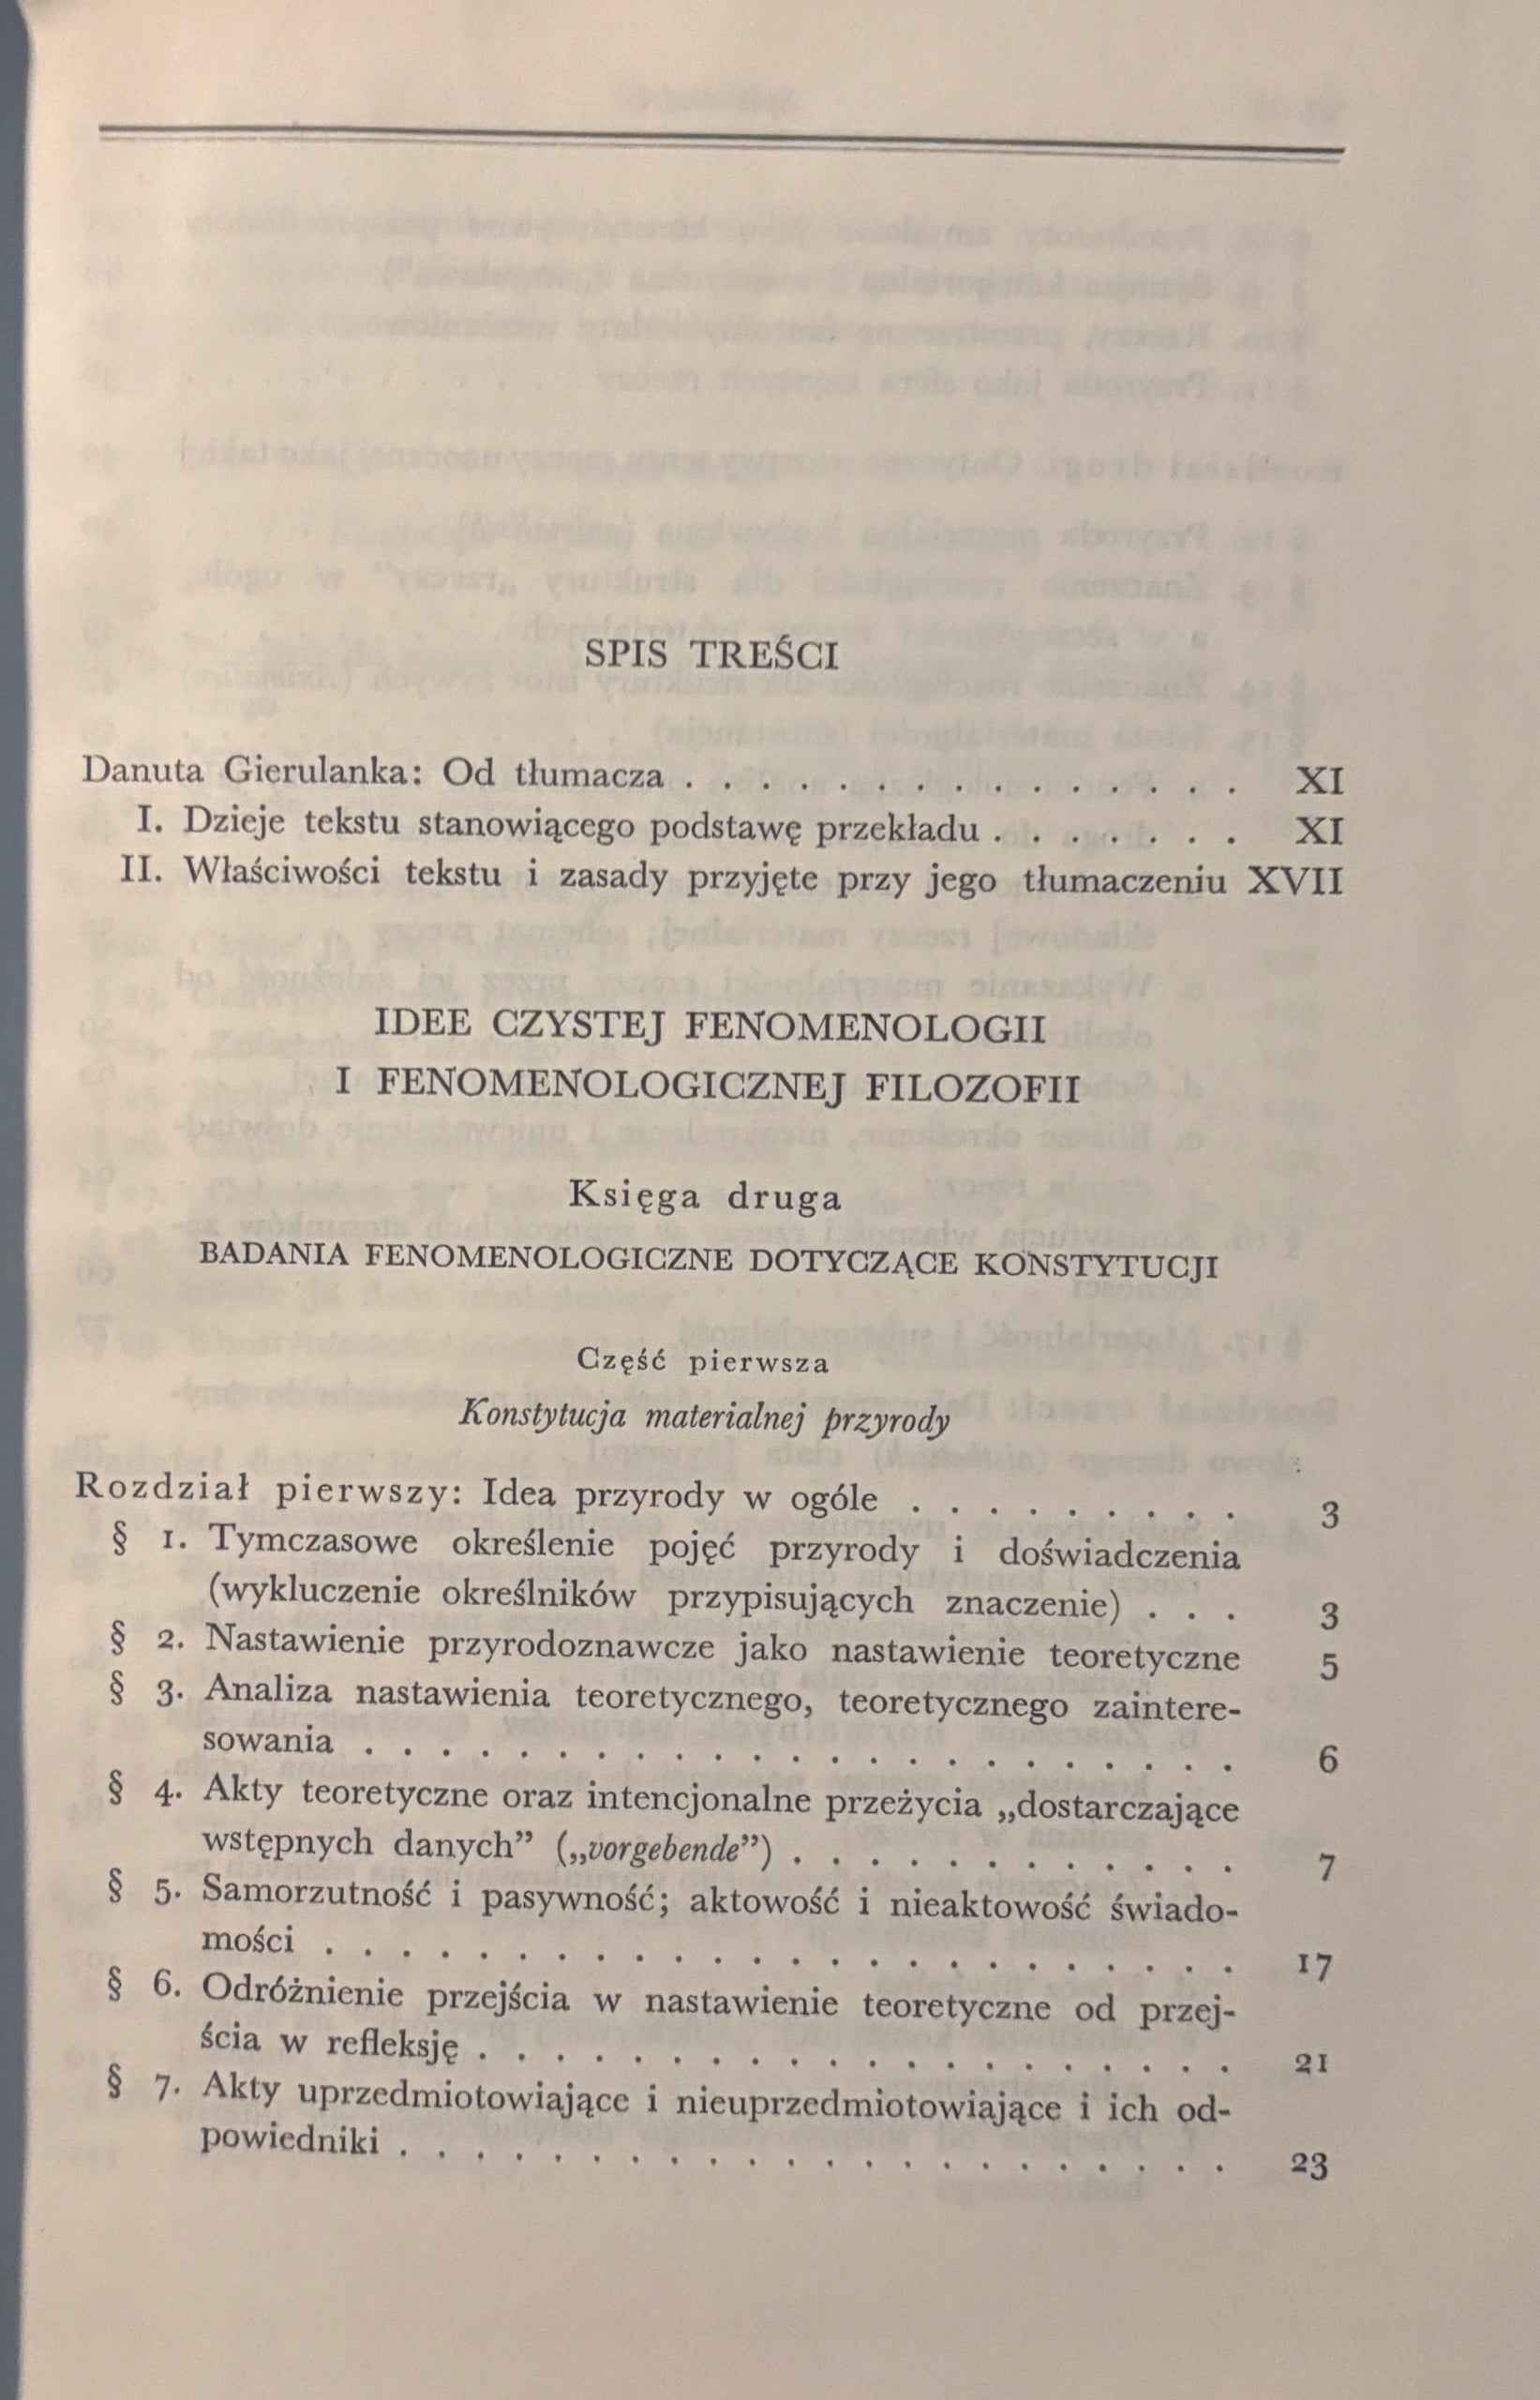 SPIS TREŚCI
Danuta Gierulanka: Od tłumacza . . . . . . . . . . . . . . . XI
I. Dzieje tekstu stanowiącego podstawę przekładu . . . . . . . XI
II. Właściwości tekstu i zasady przyjęte przy jego tłumaczeniu XVII
IDEE CZYSTEJ FENOMENOLOGII
I FENOMENOLOGICZNEJ FILOZOFII
Księga druga
BADANIA FENOMENOLOGICZNE DOTYCZĄCE KONSTYTUCJI
Część pierwsza
Konstytucja materialnej przyrody
Rozdział pierwszy: Idea przyrody w ogóle . . . . . . . . . 3
§ 1. Tymczasowe określenie pojęć przyrody i doświadczenia
(wykluczenie określników przypisujących znaczenie) . . . 3
§ 2. Nastawienie przyrodoznawcze jako nastawienie teoretyczne 5
§ 3. Analiza nastawienia teoretycznego, teoretycznego zaintere-
sowania . . . . . . . . . . . . . . . . . . . . . . . 6
§ 4. Akty teoretyczne oraz intencjonalne przeżycia „dostarczające
wstępnych danych” („vorgebende”) . . . . . . . . . . . . 7
§ 5. Samorzutność i pasywność; aktowość i nieaktowość świado-
mości . . . . . . . . . . . . . . . . . . . . . . . . 17
§ 6. Odróżnienie przejścia w nastawienie teoretyczne od przej-
ścia w refleksję . . . . . . . . . . . . . . . . . . . . 21
§ 7. Akty uprzedmiotowiające i nieuprzedmiotowiające i ich od-
powiedniki . . . . . . . . . . . . . . . . . . . . . . 23